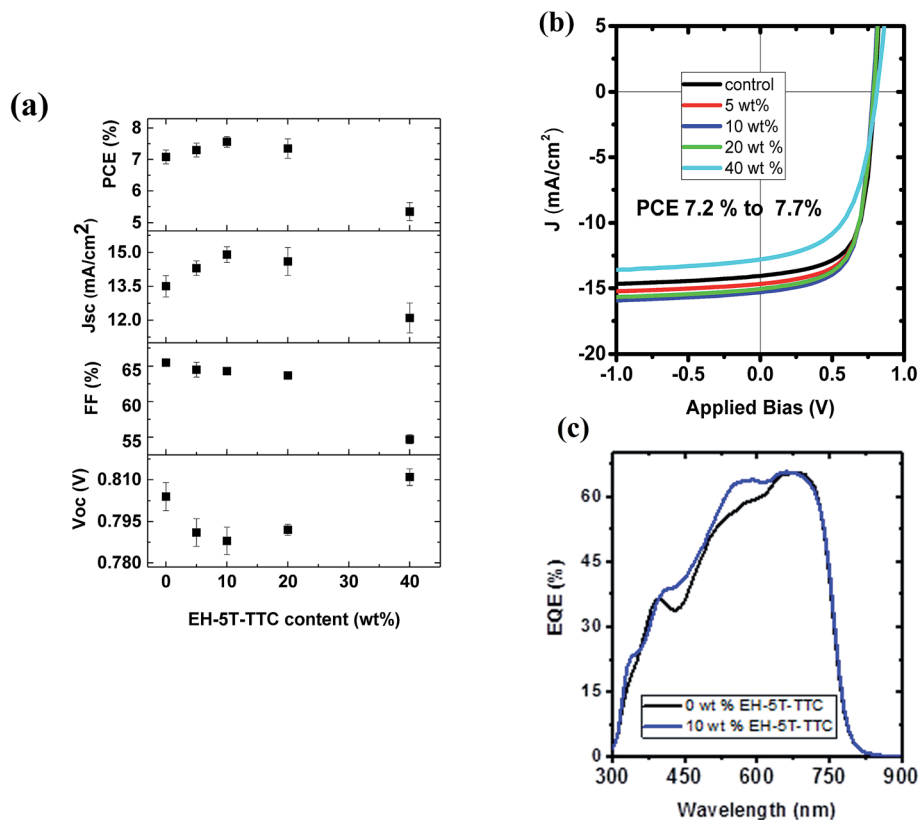 (a)
PCE (%)
8
7
6
5
Jsc (mA/cm2)
15.0
13.5
12.0
FF (%)
65
60
55
Voc (V)
0.810
0.795
0.780
0 10 20 30 40
EH-5T-TTC content (wt%)
(b)
J (mA/cm²)
5
0
-5
-10
-15
-20
control
5 wt%
10 wt%
20 wt %
40 wt %
PCE 7.2 % to 7.7%
-1.0 -0.5 0.0 0.5 1.0
Applied Bias (V)
(c)
EQE (%)
60
45
30
15
0
0 wt % EH-5T-TTC
10 wt % EH-5T-TTC
300 450 600 750 900
Wavelength (nm)